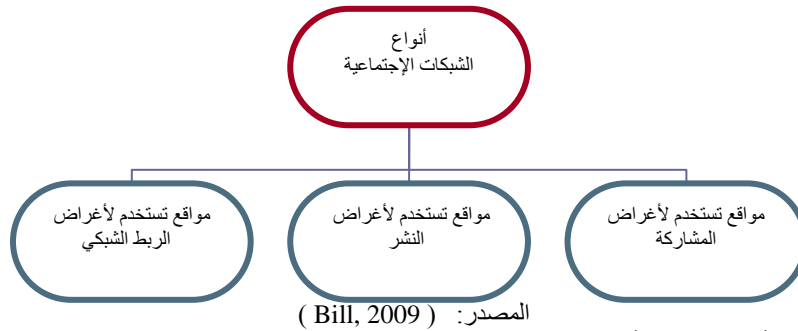 أنواع
الشبكات الإجتماعية
مواقع تستخدم لأغراض
المشاركة
مواقع تستخدم لأغراض
النشر
مواقع تستخدم لأغراض
الربط الشبكي
المصدر: ( Bill, 2009 )